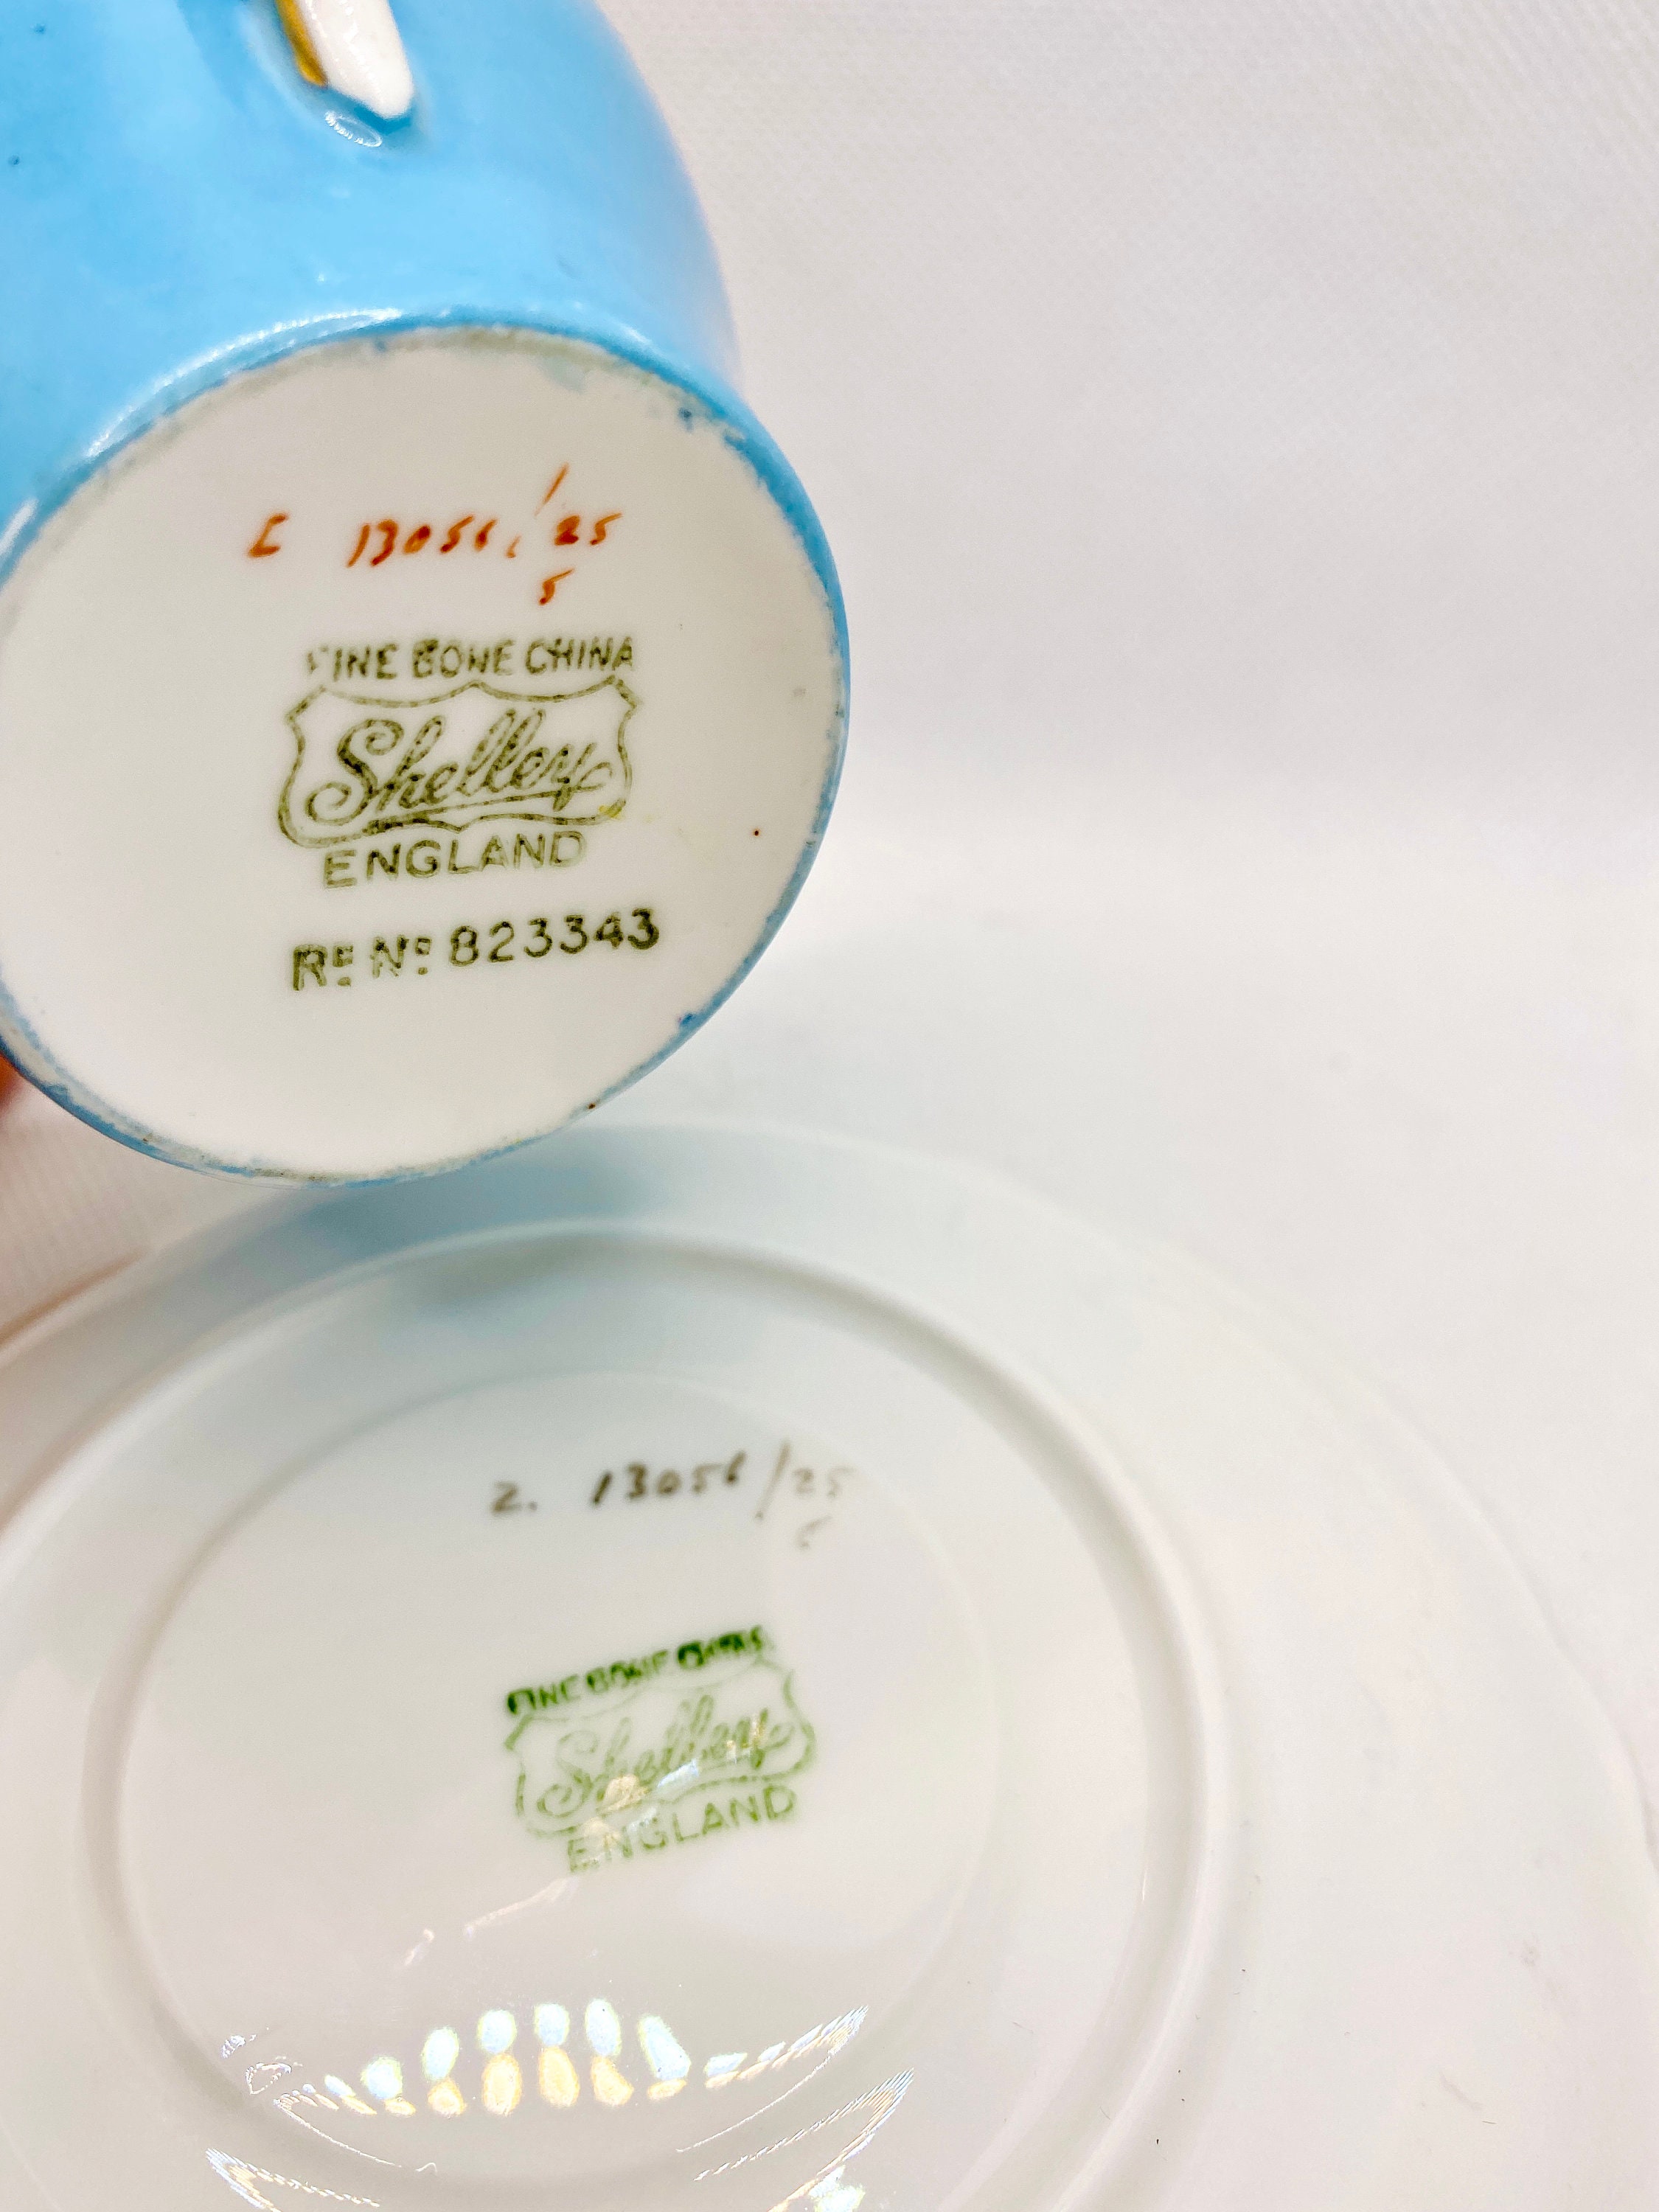 E 13056/25
5
FINE BONE CHINA
Shelley
ENGLAND
Rᴰ Nº 823343
2. 13056/25
FINE BONE CHINA
Shelley
ENGLAND